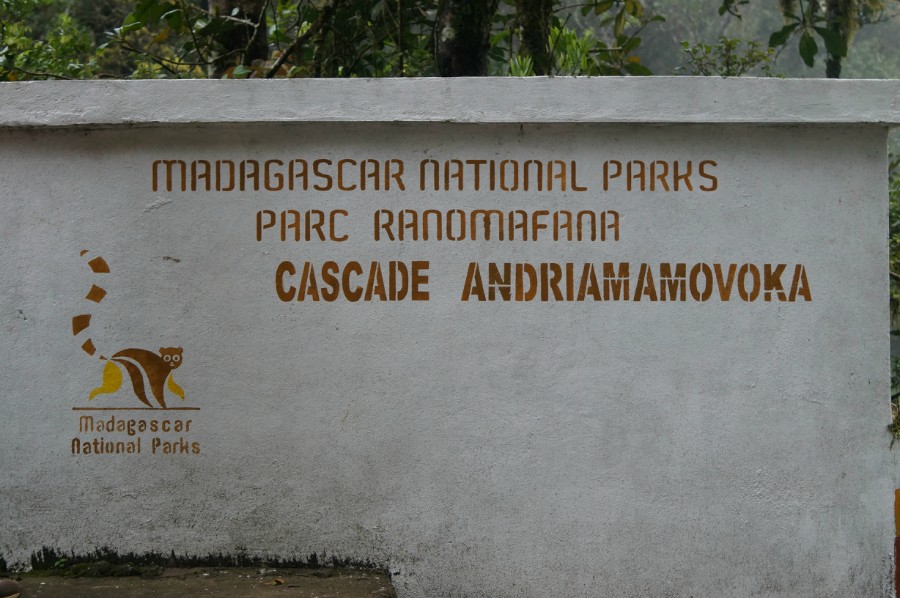 MADAGASCAR NATIONAL PARKS
PARC RANOMAFANA
CASCADE ANDRIAMAMOVOKA
Madagascar
National Parks